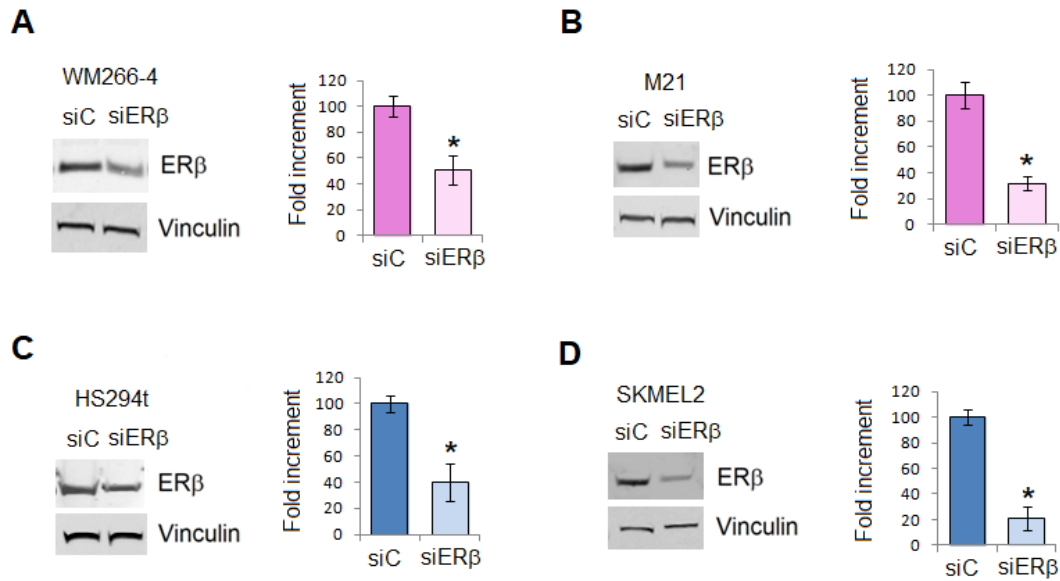 A
WM266-4
siC siERβ
ERβ
Vinculin
Fold increment
120
100
80
60
40
20
0
*
siC siERβ
B
M21
siC siERβ
ERβ
Vinculin
Fold increment
120
100
80
60
40
20
0
*
siC siERβ
C
HS294t
siC siERβ
ERβ
Vinculin
Fold increment
120
100
80
60
40
20
0
*
siC siERβ
D
SKMEL2
siC siERβ
ERβ
Vinculin
Fold increment
120
100
80
60
40
20
0
*
siC siERβ